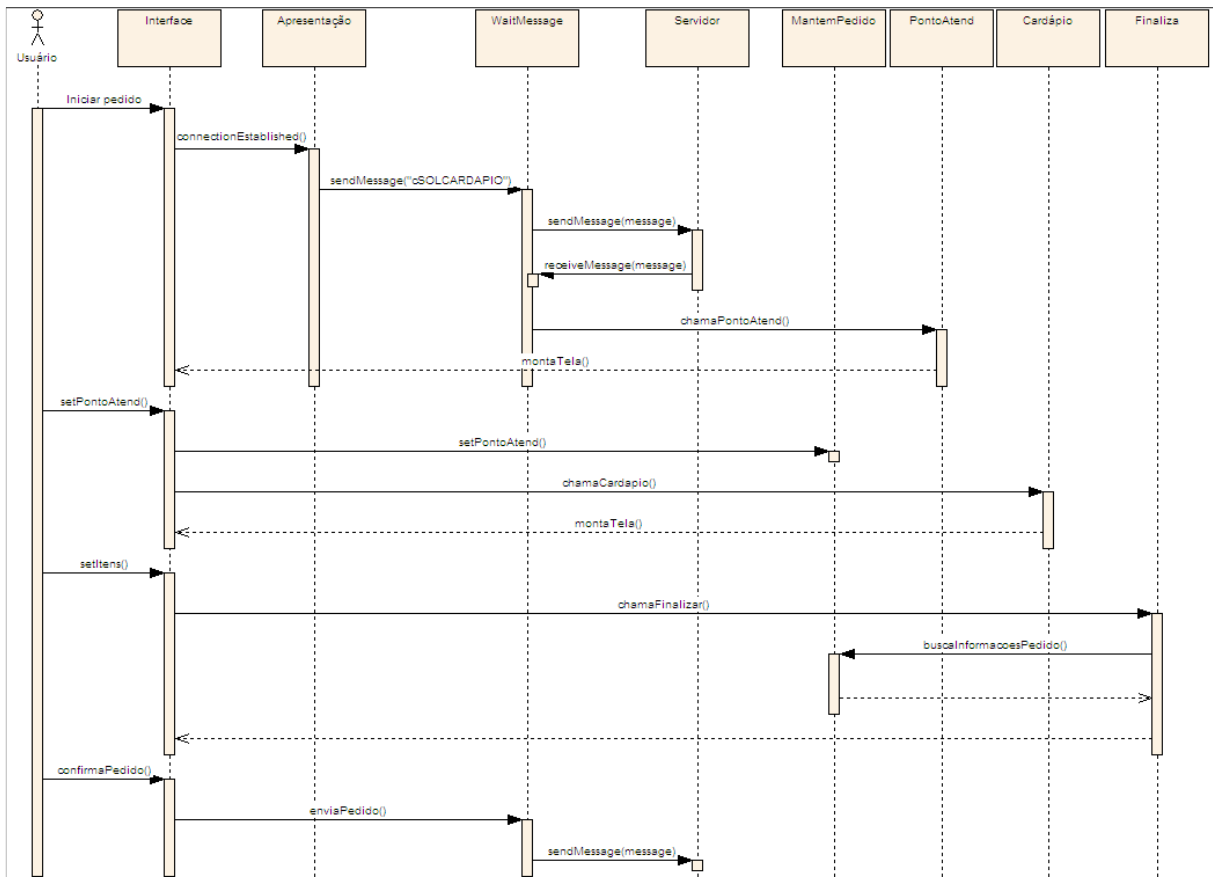 Interface
Apresentação
WaitMessage
Servidor
MantemPedido
PontoAtend
Cardápio
Finaliza
Usuário
Iniciar pedido
connectionEstablished()
sendMessage("cSOLCARDAPIO")
sendMessage(message)
receiveMessage(message)
chamaPontoAtend()
montaTela()
setPontoAtend()
setPontoAtend()
chamaCardapio()
montaTela()
setItens()
chamaFinalizar()
buscaInformacoesPedido()
confirmaPedido()
enviaPedido()
sendMessage(message)